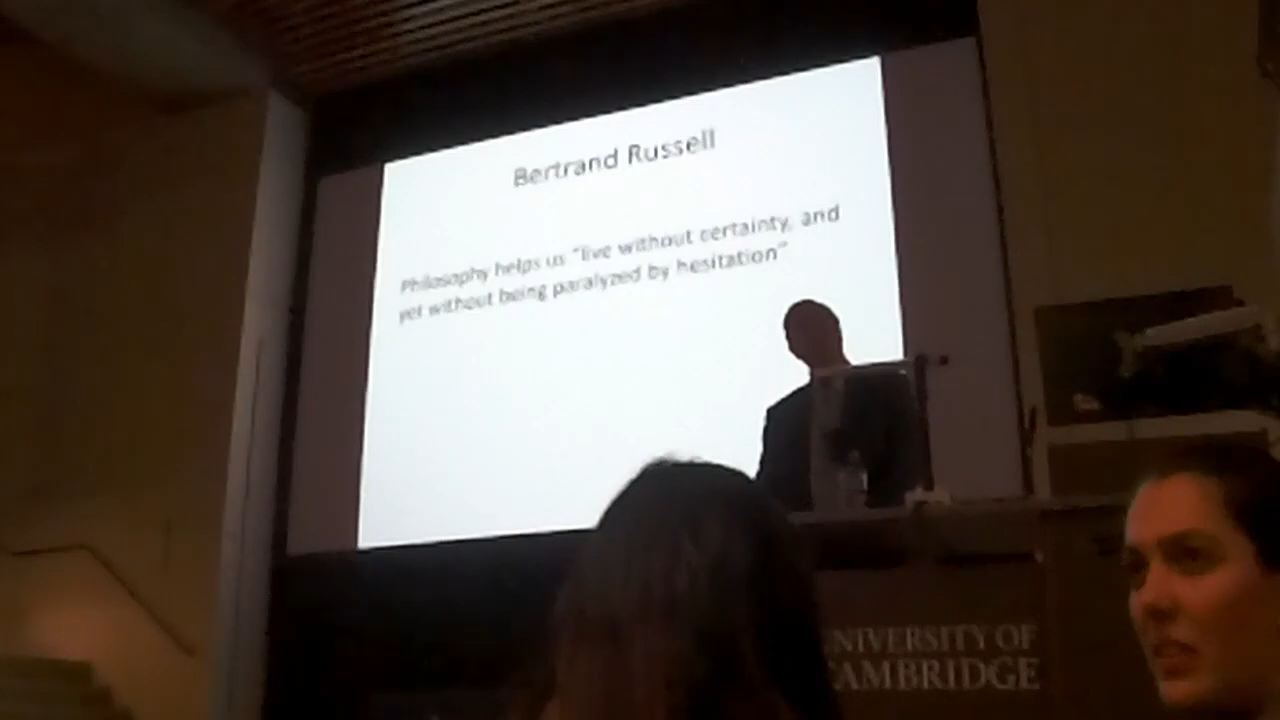 Bertrand Russell
Philosophy helps us "live without certainty, and
yet without being paralyzed by hesitation"
UNIVERSITY OF
CAMBRIDGE